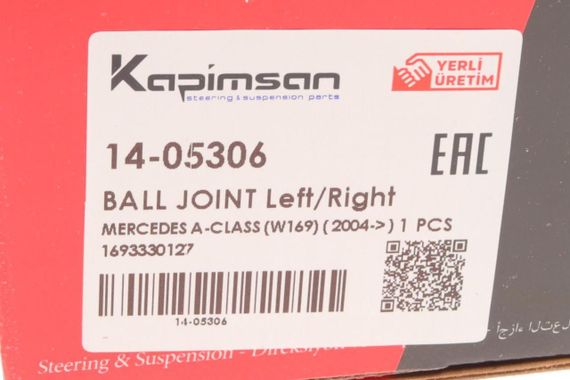 Kapimsan
steering & suspension parts
YERLİ
ÜRETİM
14-05306
EAC
BALL JOINT Left/Right
MERCEDES A-CLASS (W169) ( 2004-> ) 1 PCS
1693330127
14-05306
Steering & Suspension - Direksiyon